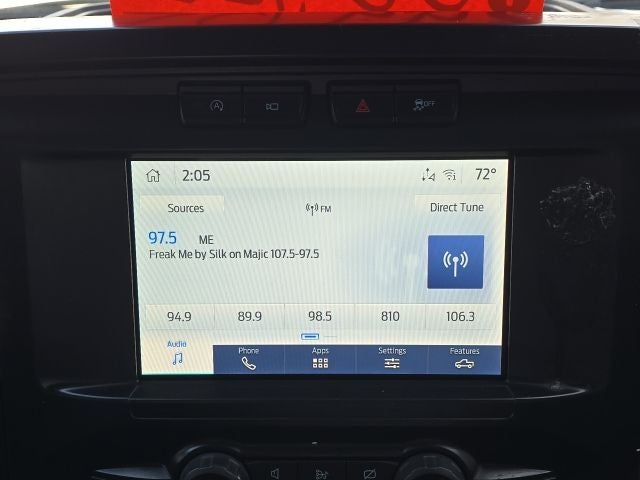 OFF
2:05
72°
Sources
FM
Direct Tune
97.5 ME
Freak Me by Silk on Majic 107.5-97.5
94.9 89.9 98.5 810 106.3
Audio Phone Apps Settings Features